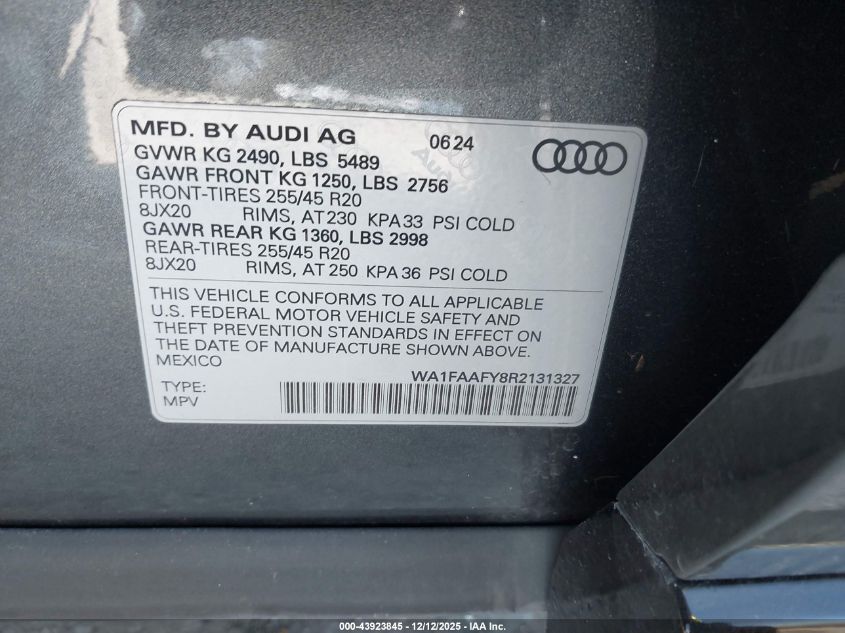 MFD. BY AUDI AG 0624
GVWR KG 2490, LBS 5489
GAWR FRONT KG 1250, LBS 2756
FRONT-TIRES 255/45 R20
8JX20 RIMS, AT 230 KPA 33 PSI COLD
GAWR REAR KG 1360, LBS 2998
REAR-TIRES 255/45 R20
8JX20 RIMS, AT 250 KPA 36 PSI COLD
THIS VEHICLE CONFORMS TO ALL APPLICABLE
U.S. FEDERAL MOTOR VEHICLE SAFETY AND
THEFT PREVENTION STANDARDS IN EFFECT ON
THE DATE OF MANUFACTURE SHOWN ABOVE.
MEXICO
WA1FAAFY8R2131327
TYPE:
MPV
000-43923845 - 12/12/2025 - IAA Inc.